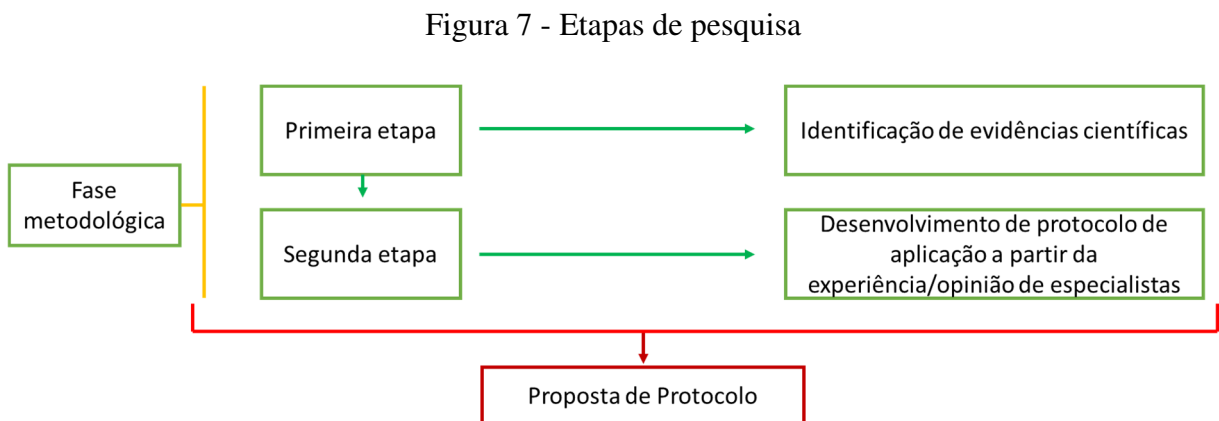 Figura 7 - Etapas de pesquisa
Primeira etapa
Identificação de evidências científicas
Fase
metodológica
Segunda etapa
Desenvolvimento de protocolo de
aplicação a partir da
experiência/opinião de especialistas
Proposta de Protocolo